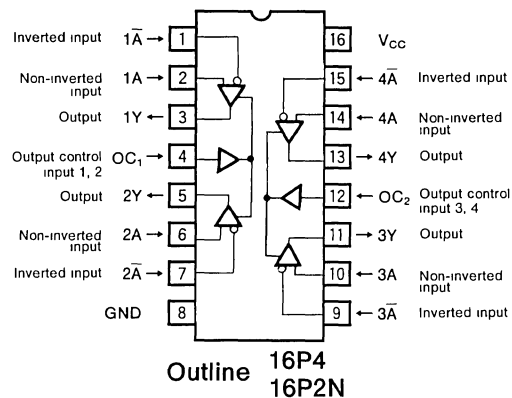 Inverted input 1A̅ 1
Non-inverted input 1A 2
Output 1Y 3
Output control input 1, 2 OC₁ 4
Output 2Y 5
Non-inverted input 2A 6
Inverted input 2A̅ 7
GND 8
16 VCC
15 4A̅ Inverted input
14 4A Non-inverted input
13 4Y Output
12 OC₂ Output control input 3, 4
11 3Y Output
10 3A Non-inverted input
9 3A̅ Inverted input
Outline 16P4
16P2N